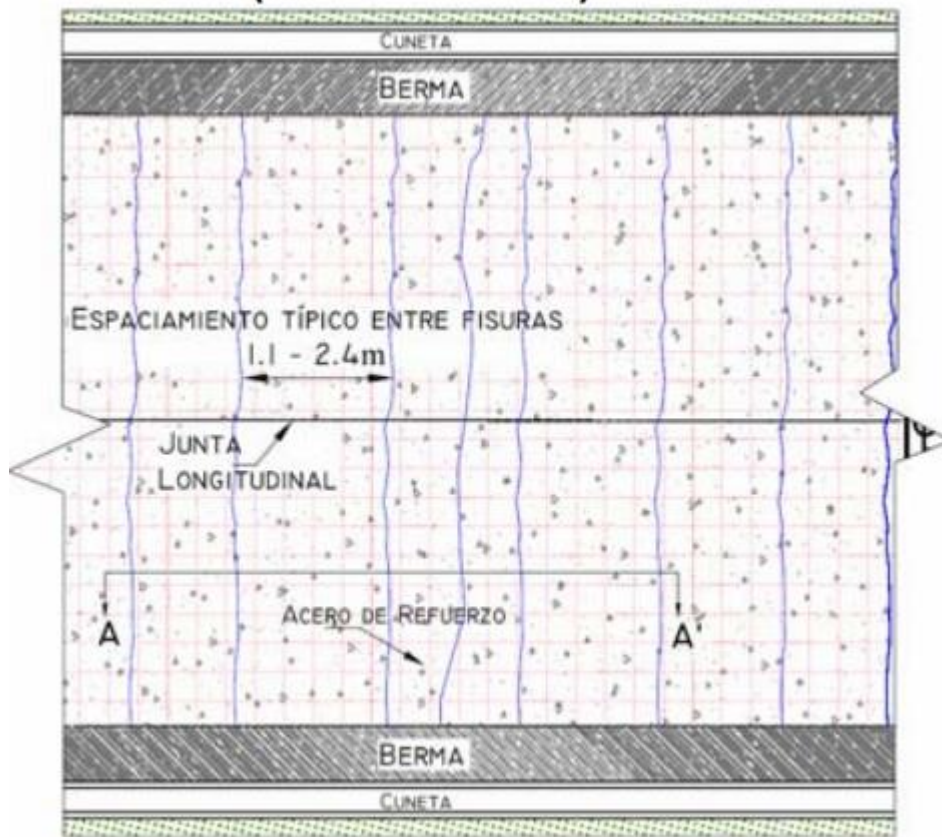 CUNETA
BERMA
ESPACIAMIENTO TÍPICO ENTRE FISURAS
1.1 - 2.4m
JUNTA
LONGITUDINAL
ACERO DE REFUERZO
A
A'
BERMA
CUNETA